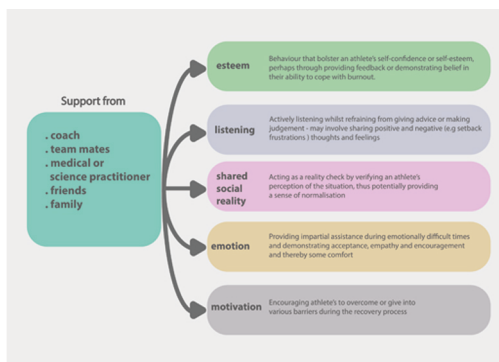 Support from
. coach
. team mates
. medical or
science practitioner
. friends
. family
esteem
Behaviour that bolster an athlete's self-confidence or self-esteem,
perhaps through providing feedback or demonstrating belief in
their ability to cope with burnout.
listening
Actively listening whilst refraining from giving advice or making
judgement - may involve sharing positive and negative (e.g setback
frustrations ) thoughts and feelings
shared
social
reality
Acting as a reality check by verifying an athlete's
perception of the situation, thus potentially providing
a sense of normalisation
emotion
Providing impartial assistance during emotionally difficult times
and demonstrating acceptance, empathy and encouragement
and thereby some comfort
motivation
Encouraging athlete's to overcome or give into
various barriers during the recovery process